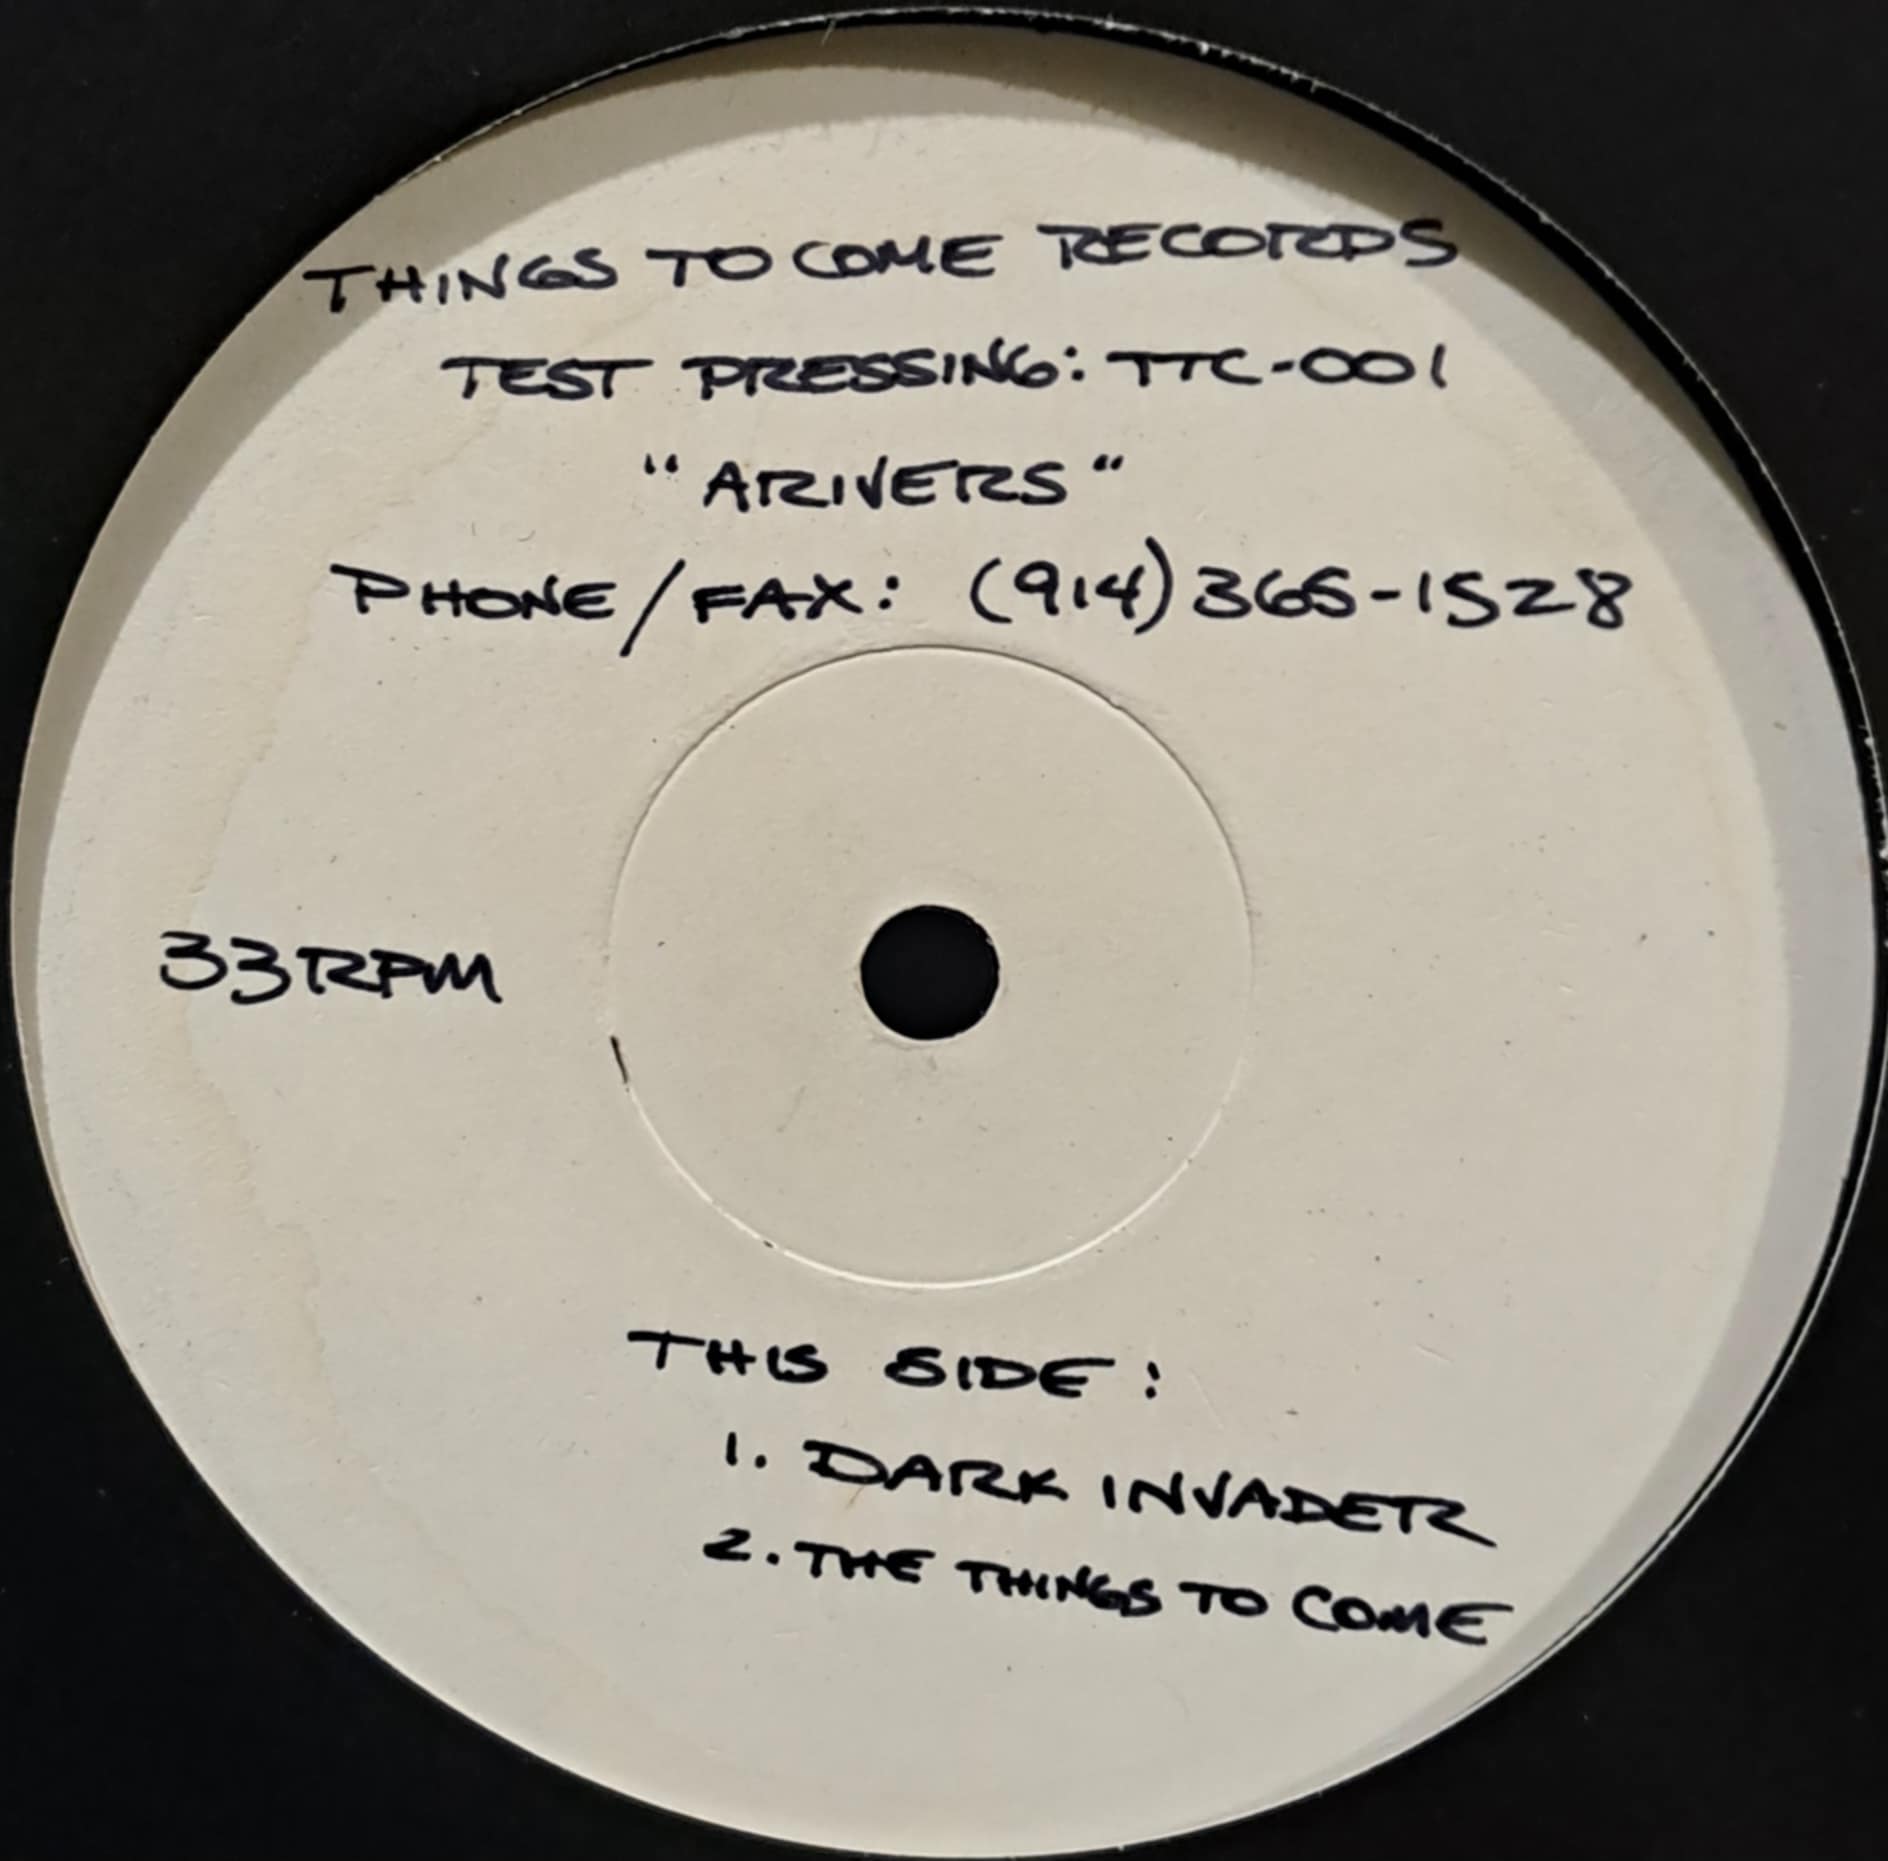 THINGS TO COME RECORDS
TEST PRESSING: TTC-001
"ARIVERS"
PHONE/FAX: (914) 365-1528
33RPM
THIS SIDE:
1. DARK INVADER
2. THE THINGS TO COME